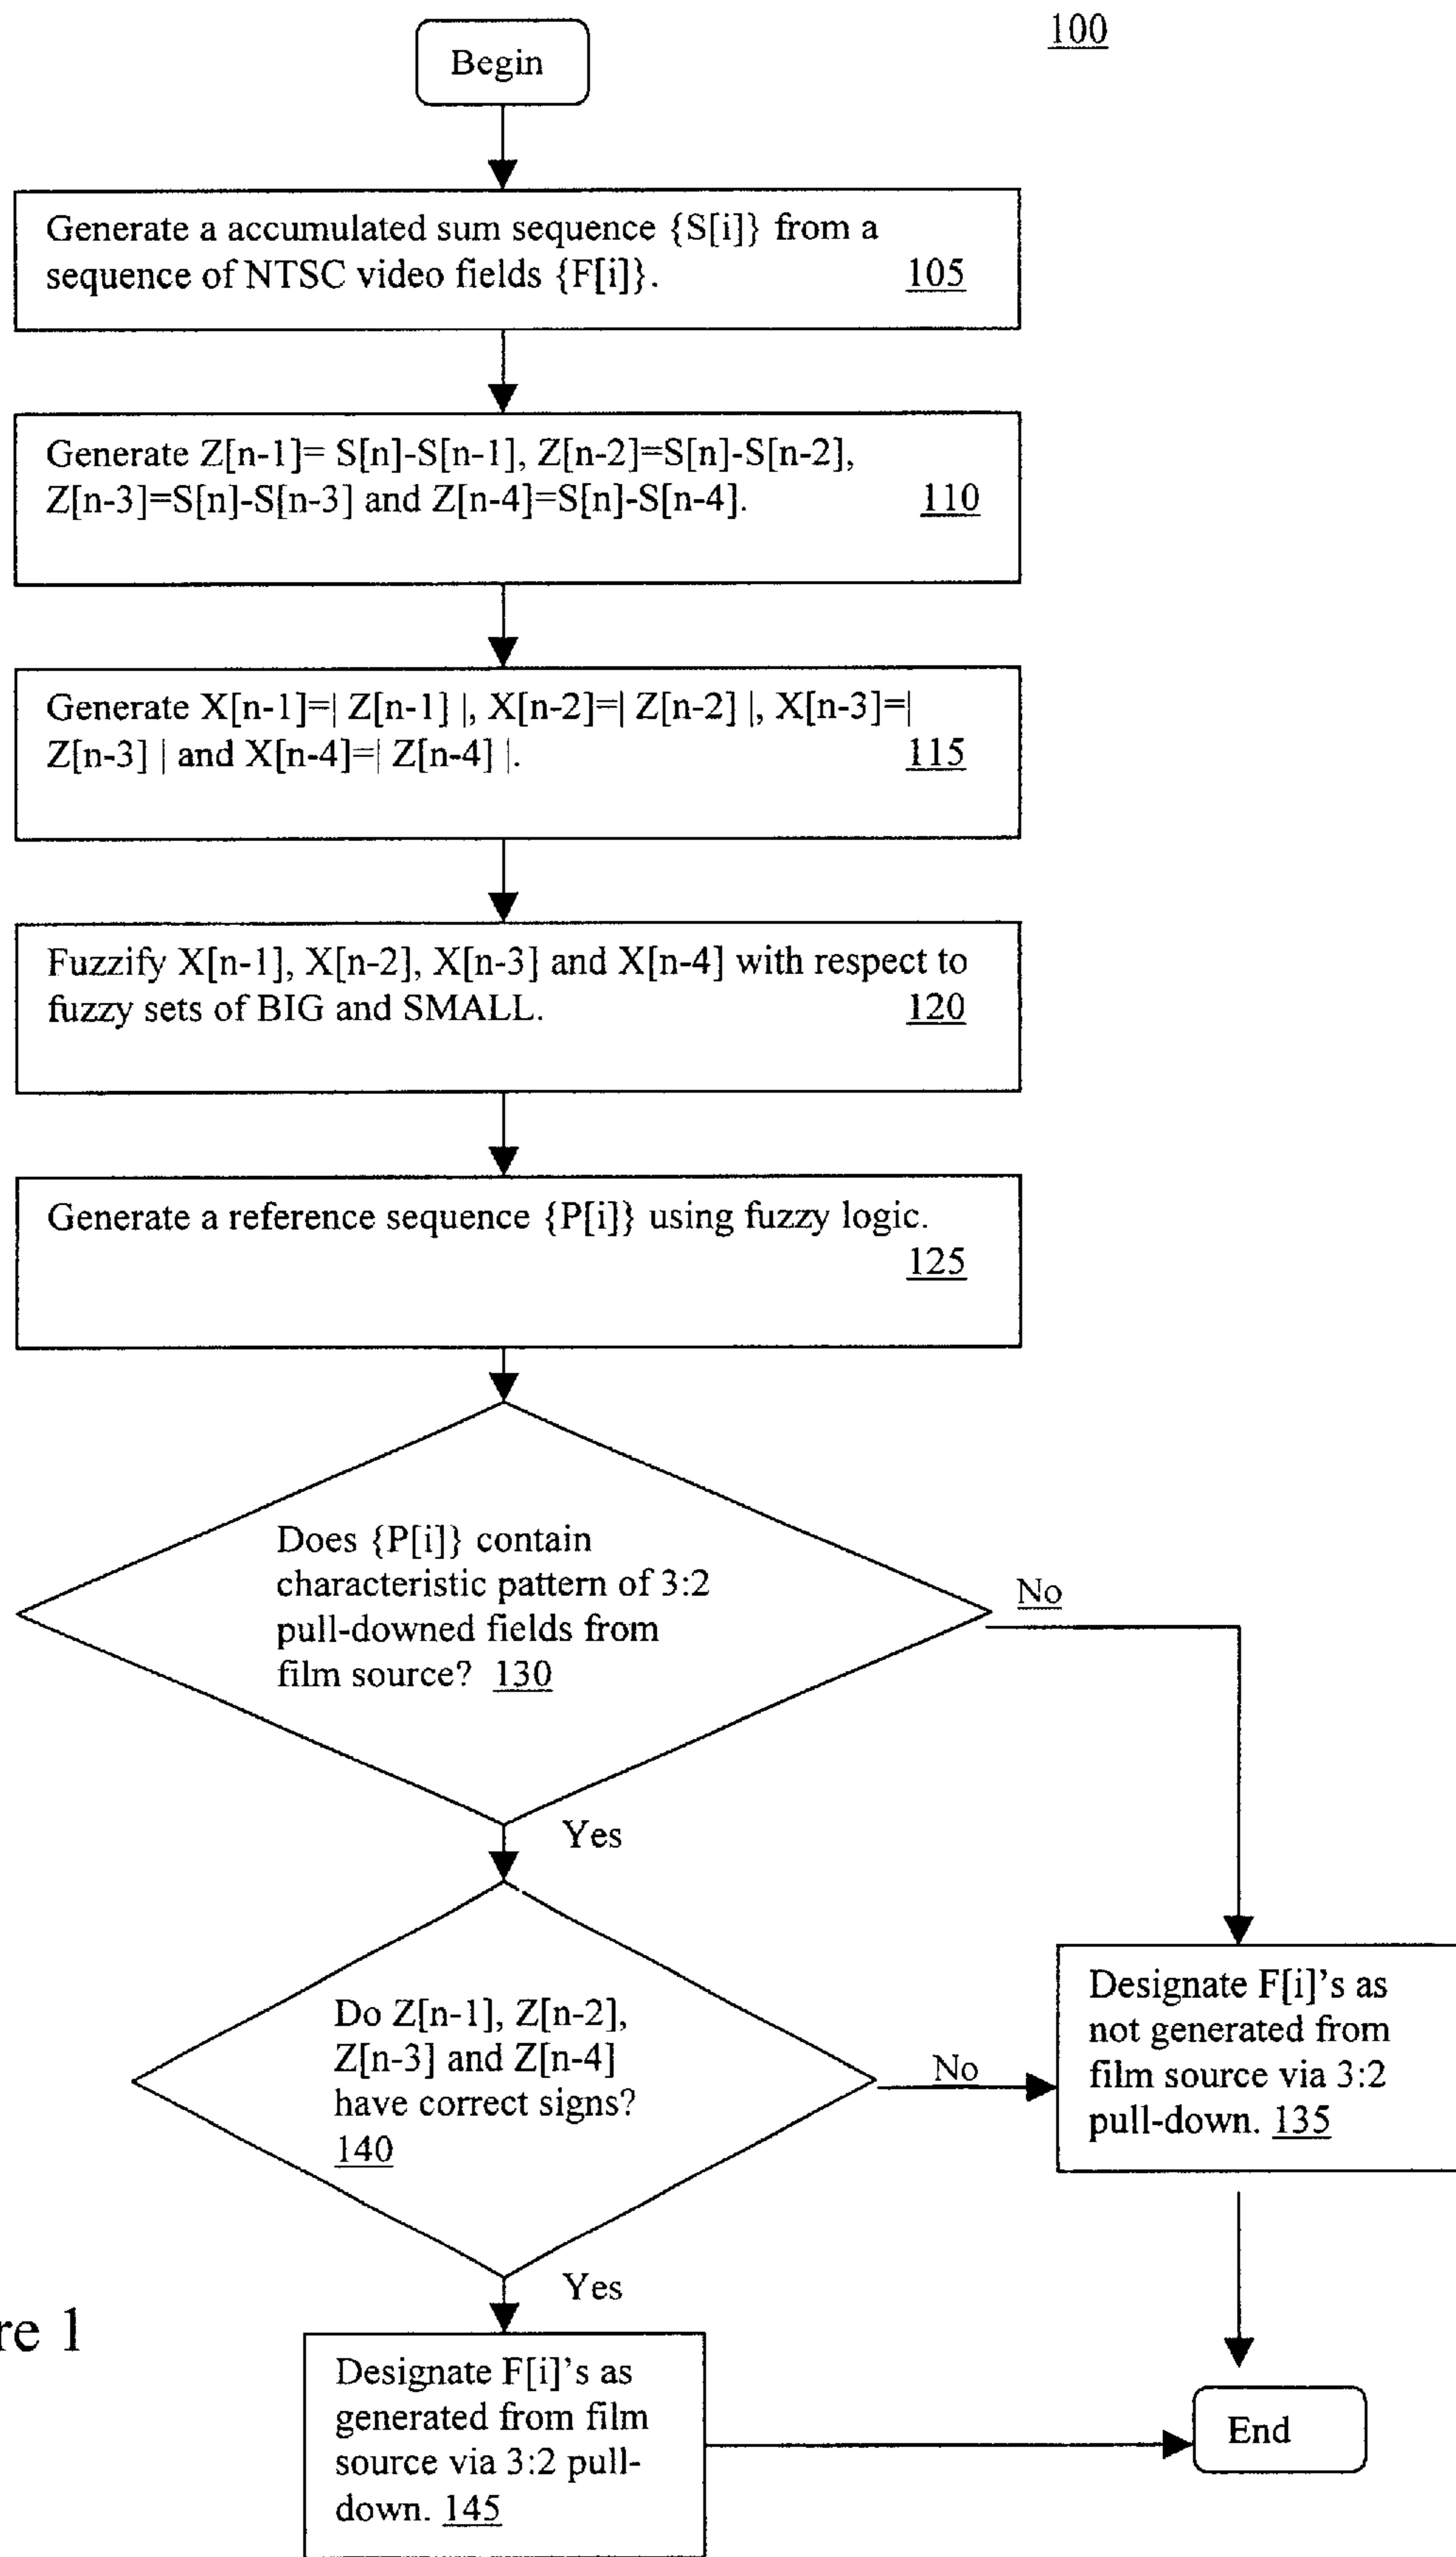 100
Begin
Generate a accumulated sum sequence {S[i]} from a
sequence of NTSC video fields {F[i]}. 105
Generate Z[n-1]= S[n]-S[n-1], Z[n-2]=S[n]-S[n-2],
Z[n-3]=S[n]-S[n-3] and Z[n-4]=S[n]-S[n-4]. 110
Generate X[n-1]=| Z[n-1] |, X[n-2]=| Z[n-2] |, X[n-3]=|
Z[n-3] | and X[n-4]=| Z[n-4] |. 115
Fuzzify X[n-1], X[n-2], X[n-3] and X[n-4] with respect to
fuzzy sets of BIG and SMALL. 120
Generate a reference sequence {P[i]} using fuzzy logic.
125
Does {P[i]} contain
characteristic pattern of 3:2
pull-downed fields from
film source? 130
No
Yes
Do Z[n-1], Z[n-2],
Z[n-3] and Z[n-4]
have correct signs?
140
No
Designate F[i]'s as
not generated from
film source via 3:2
pull-down. 135
Yes
re 1
Designate F[i]'s as
generated from film
source via 3:2 pull-
down. 145
End